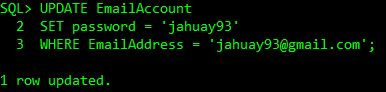 SQL> UPDATE EmailAccount
2 SET password = 'jahuay93'
3 WHERE EmailAddress = 'jahuay93@gmail.com';
1 row updated.